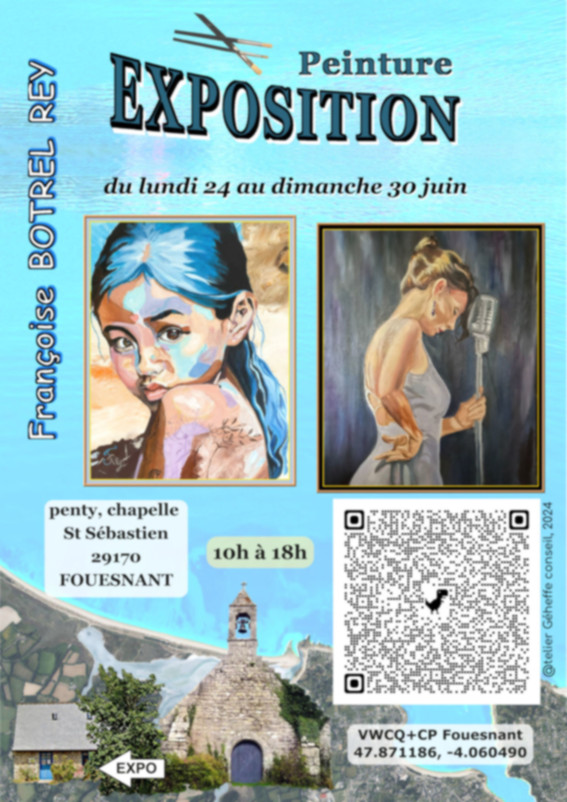 Peinture
EXPOSITION
du lundi 24 au dimanche 30 juin
Françoise BOTREL REY
penty, chapelle
St Sébastien
29170
FOUESNANT
10h à 18h
@telier Géheffe conseil, 2024
VWCQ+CP Fouesnant
47.871186, -4.060490
EXPO